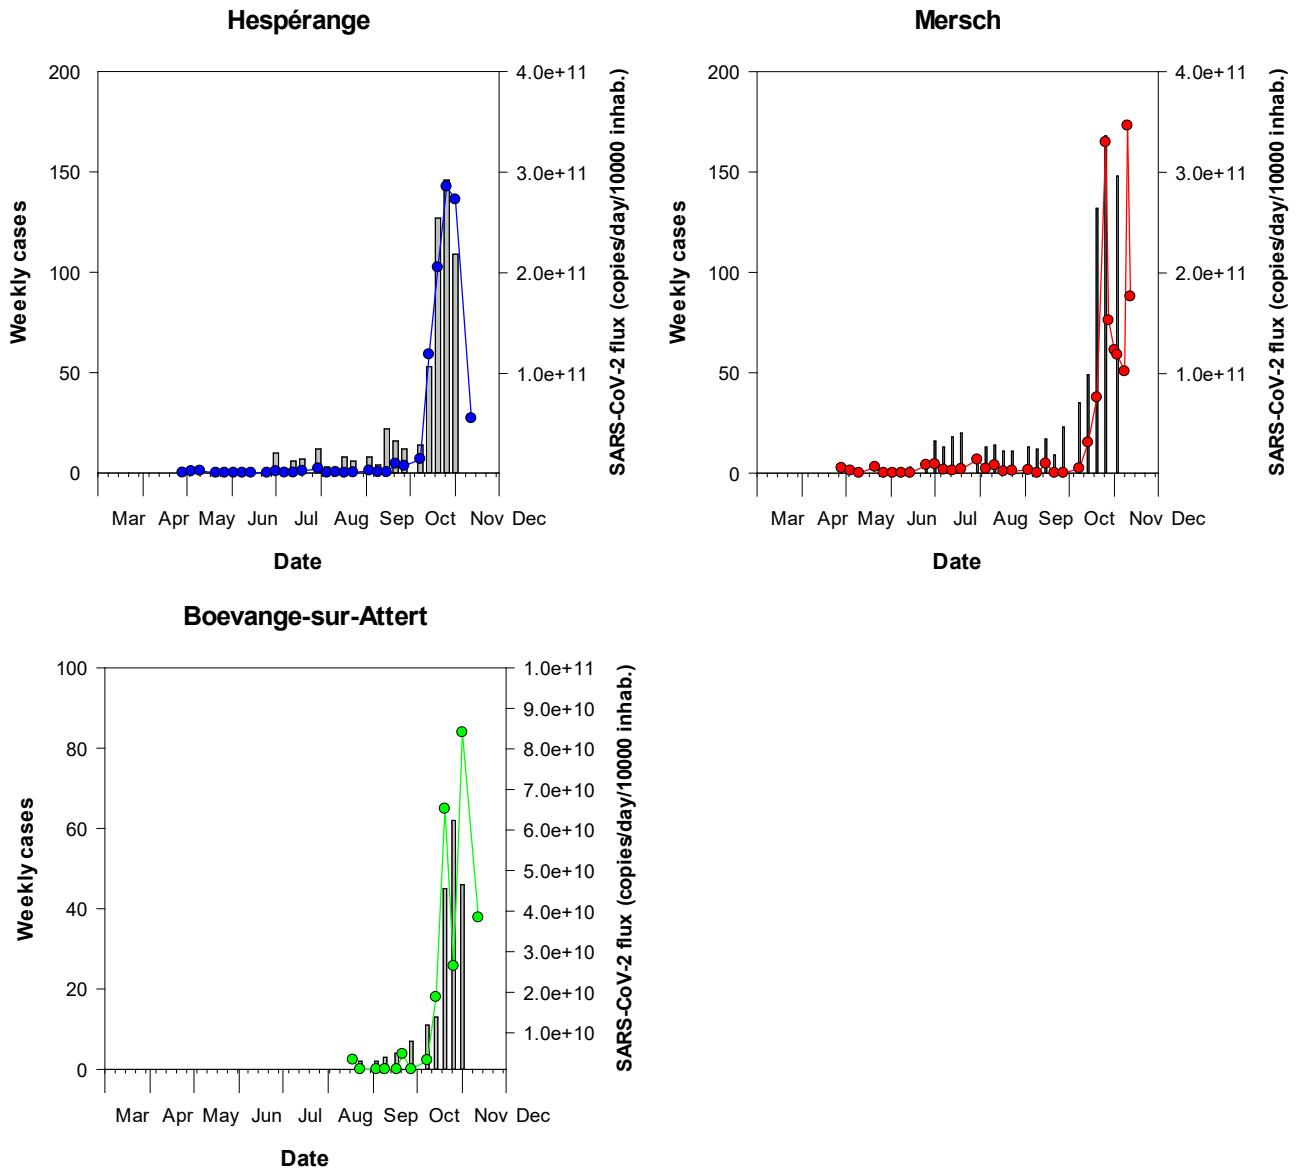 Hespérange
200
150
100
50
0
Weekly cases
4.0e+11
3.0e+11
2.0e+11
1.0e+11
SARS-CoV-2 flux (copies/day/10000 inhab.)
Mar Apr May Jun Jul Aug Sep Oct Nov Dec
Date
Mersch
200
150
100
50
0
Weekly cases
4.0e+11
3.0e+11
2.0e+11
1.0e+11
SARS-CoV-2 flux (copies/day/10000 inhab.)
Mar Apr May Jun Jul Aug Sep Oct Nov Dec
Date
Boevange-sur-Attert
100
80
60
40
20
0
Weekly cases
1.0e+11
9.0e+10
8.0e+10
7.0e+10
6.0e+10
5.0e+10
4.0e+10
3.0e+10
2.0e+10
1.0e+10
SARS-CoV-2 flux (copies/day/10000 inhab.)
Mar Apr May Jun Jul Aug Sep Oct Nov Dec
Date